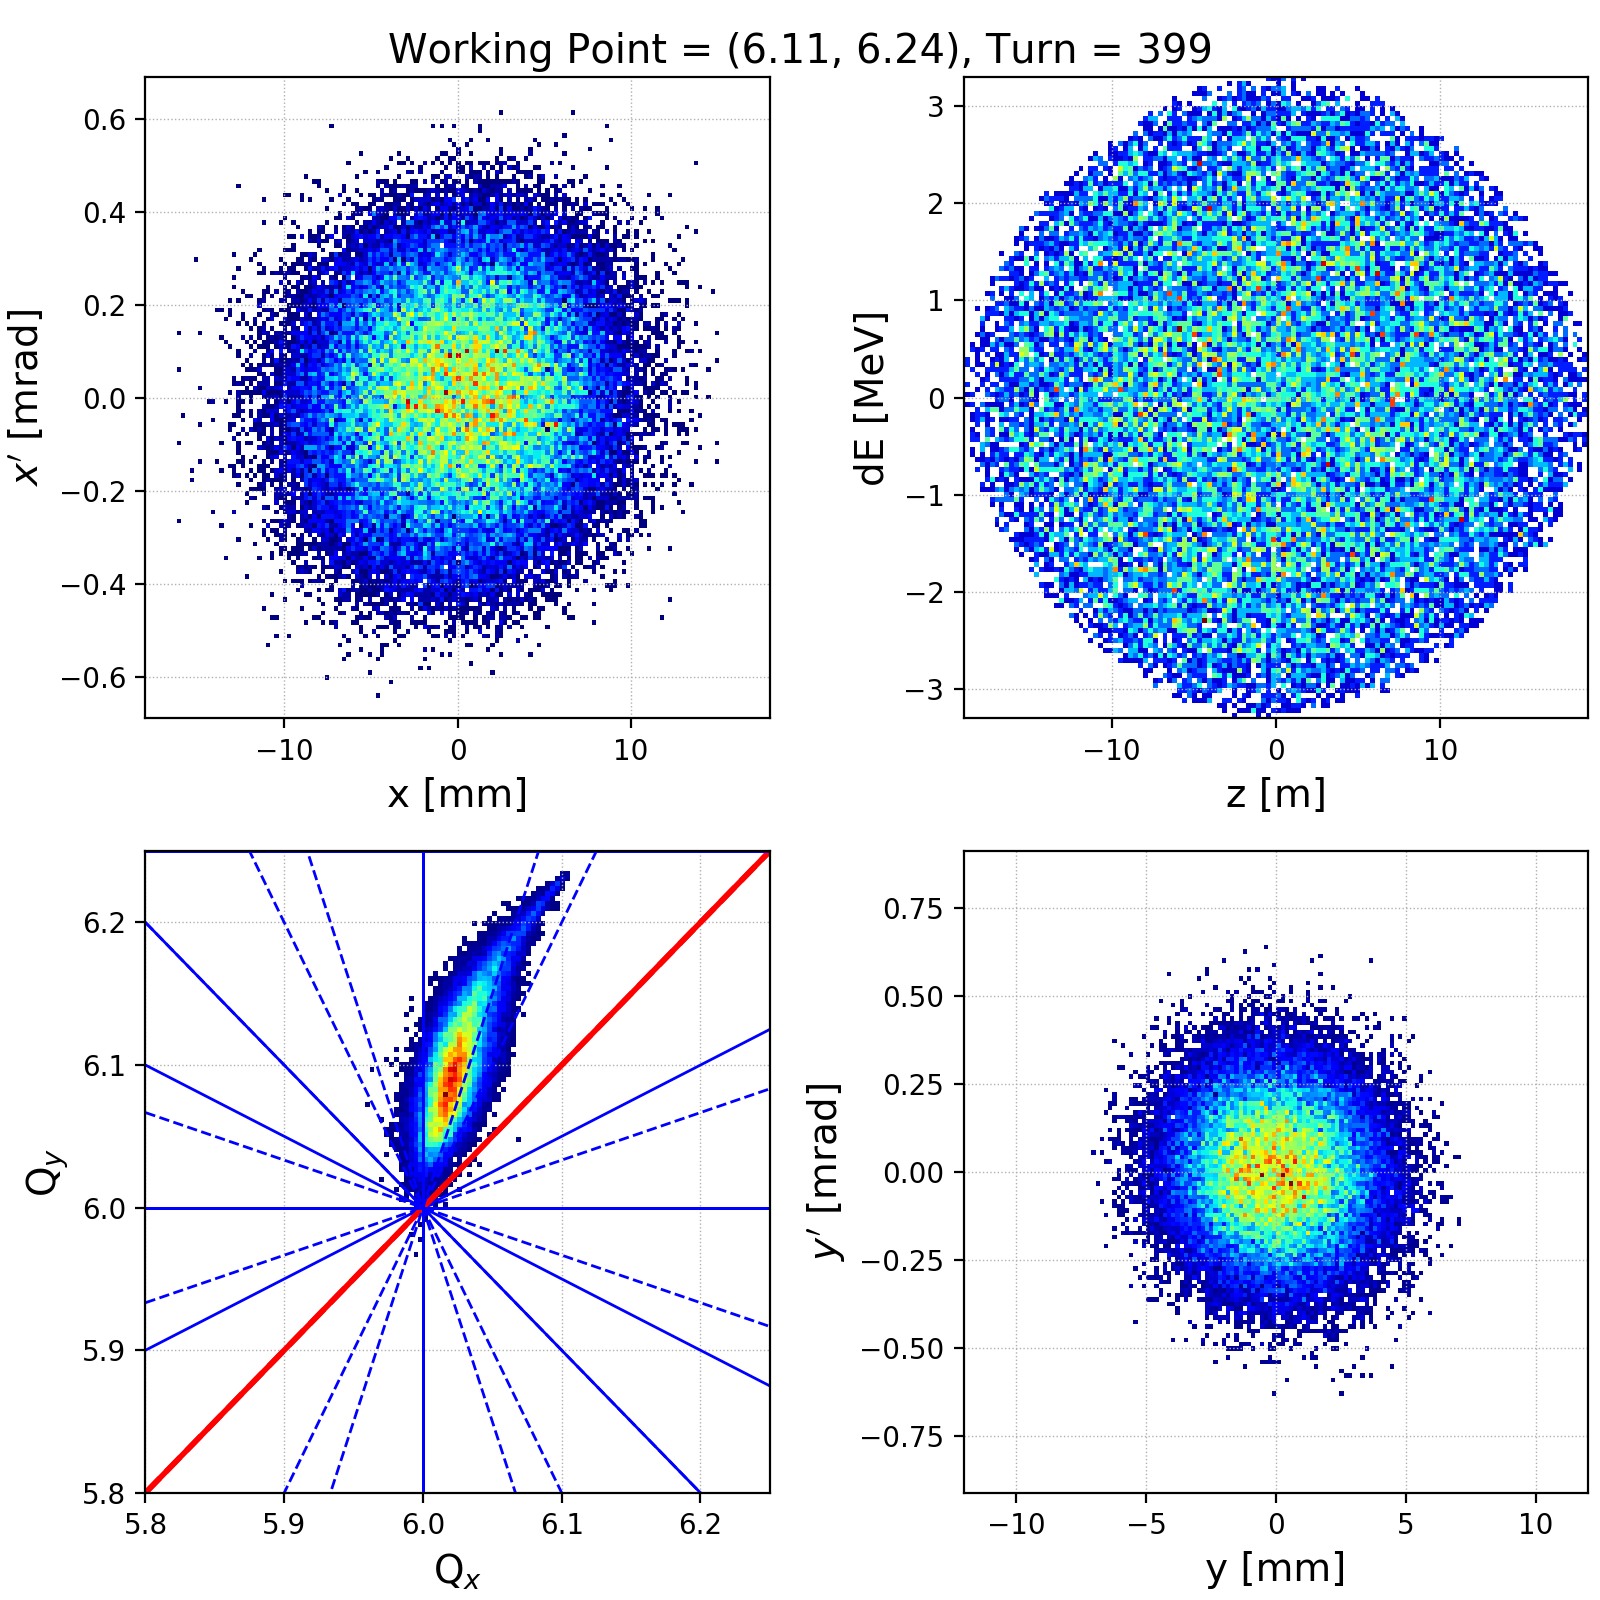 Working Point = (6.11, 6.24), Turn = 399
0.6
0.4
0.2
0.0
−0.2
−0.4
−0.6
x′ [mrad]
−10 0 10
x [mm]
3
2
1
0
−1
−2
−3
dE [MeV]
−10 0 10
z [m]
6.2
6.1
6.0
5.9
5.8
Qy
5.8 5.9 6.0 6.1 6.2
Qx
0.75
0.50
0.25
0.00
−0.25
−0.50
−0.75
y′ [mrad]
−10 −5 0 5 10
y [mm]